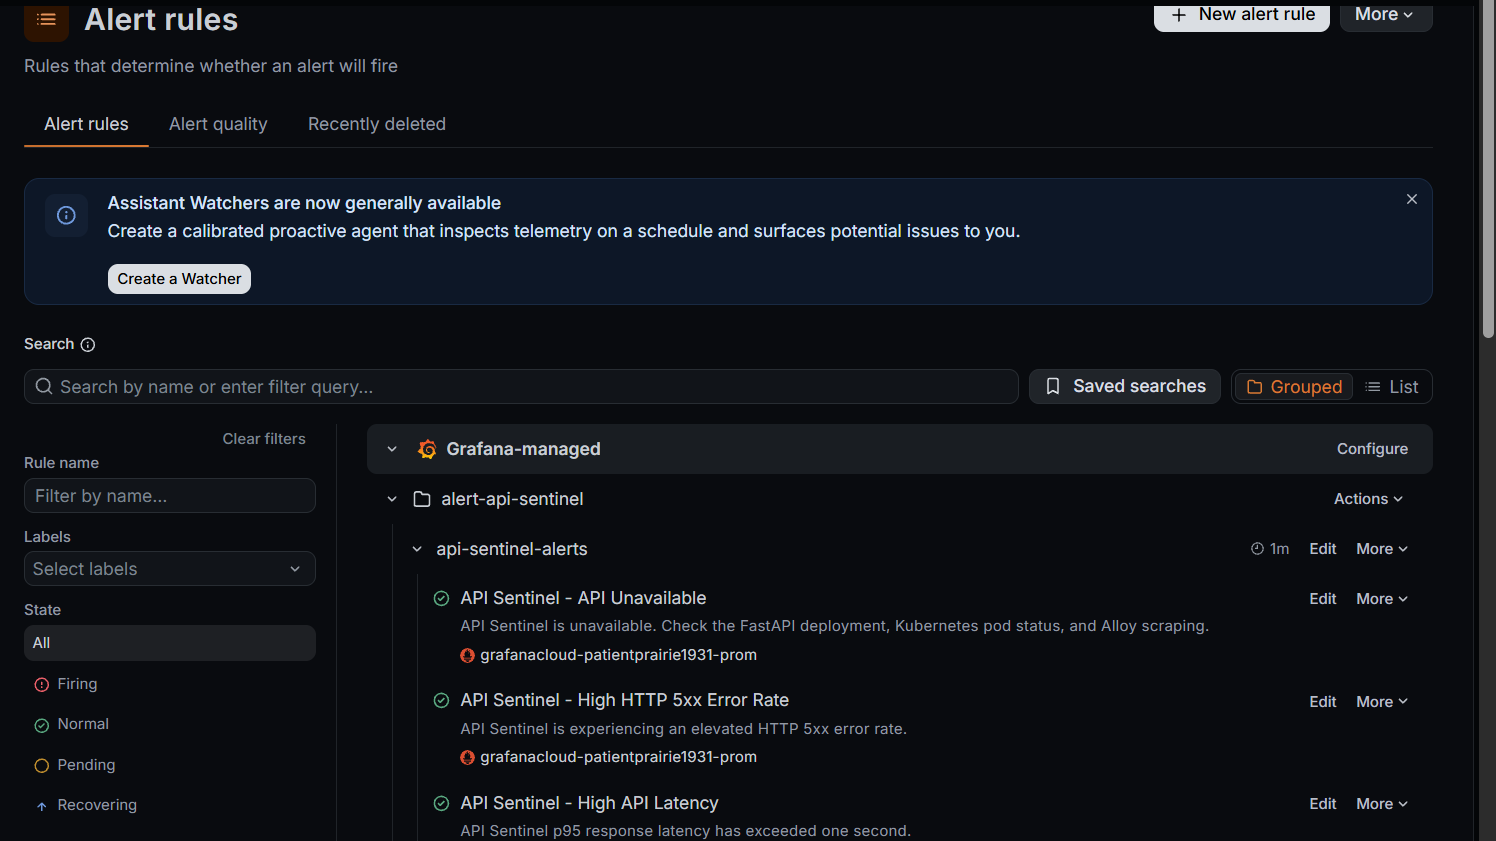 Alert rules
New alert rule
More
Rules that determine whether an alert will fire
Alert rules
Alert quality
Recently deleted
Assistant Watchers are now generally available
Create a calibrated proactive agent that inspects telemetry on a schedule and surfaces potential issues to you.
Create a Watcher
Search
Search by name or enter filter query...
Saved searches
Grouped
List
Clear filters
Rule name
Filter by name...
Labels
Select labels
State
All
Firing
Normal
Pending
Recovering
Grafana-managed
Configure
alert-api-sentinel
Actions
api-sentinel-alerts
1m
Edit
More
API Sentinel - API Unavailable
Edit
More
API Sentinel is unavailable. Check the FastAPI deployment, Kubernetes pod status, and Alloy scraping.
grafanacloud-patientprairie1931-prom
API Sentinel - High HTTP 5xx Error Rate
Edit
More
API Sentinel is experiencing an elevated HTTP 5xx error rate.
grafanacloud-patientprairie1931-prom
API Sentinel - High API Latency
Edit
More
API Sentinel p95 response latency has exceeded one second.